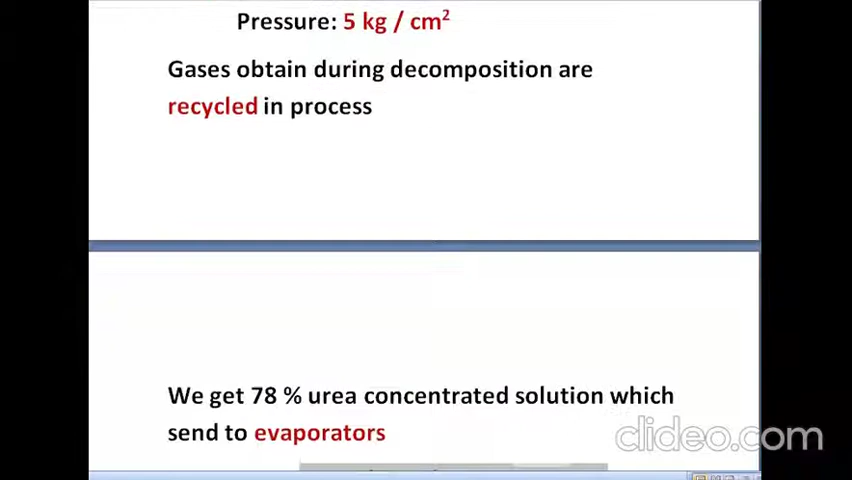 Pressure: 5 kg / cm²
Gases obtain during decomposition are
recycled in process
We get 78 % urea concentrated solution which
send to evaporators
clideo.com